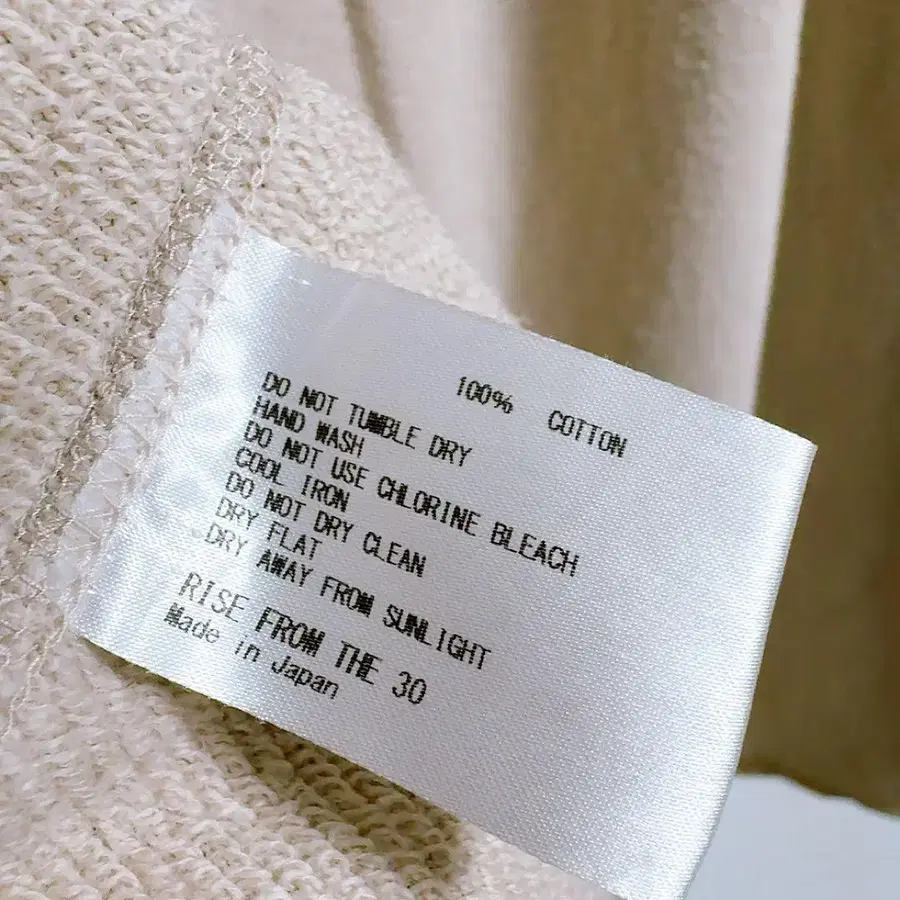 100% COTTON
DO NOT TUMBLE DRY
HAND WASH
DO NOT USE CHLORINE BLEACH
COOL IRON
DO NOT DRY CLEAN
DRY FLAT
DRY AWAY FROM SUNLIGHT
RISE FROM THE 30
Made in Japan